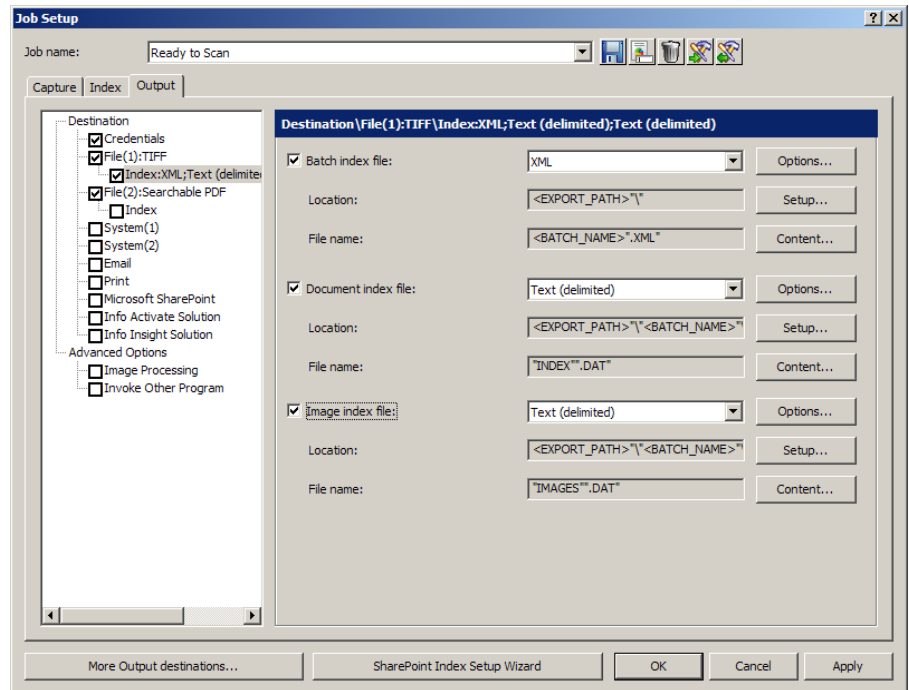 Job Setup
Job name: Ready to Scan
Capture Index Output
Destination
Credentials
File(1):TIFF
Index:XML;Text (delimite
File(2):Searchable PDF
Index
System(1)
System(2)
Email
Print
Microsoft SharePoint
Info Activate Solution
Info Insight Solution
Advanced Options
Image Processing
Invoke Other Program
Destination\File(1):TIFF\Index:XML;Text (delimited);Text (delimited)
Batch index file: XML Options...
Location: <EXPORT_PATH>"\" Setup...
File name: <BATCH_NAME>".XML" Content...
Document index file: Text (delimited) Options...
Location: <EXPORT_PATH>"\"<BATCH_NAME>"\ Setup...
File name: "INDEX"".DAT" Content...
Image index file: Text (delimited) Options...
Location: <EXPORT_PATH>"\"<BATCH_NAME>"\ Setup...
File name: "IMAGES"".DAT" Content...
More Output destinations... SharePoint Index Setup Wizard OK Cancel Apply